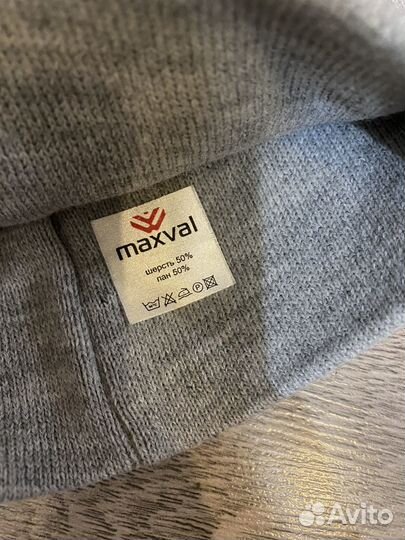 maxval
шерсть 50%
пан 50%
P
Avito